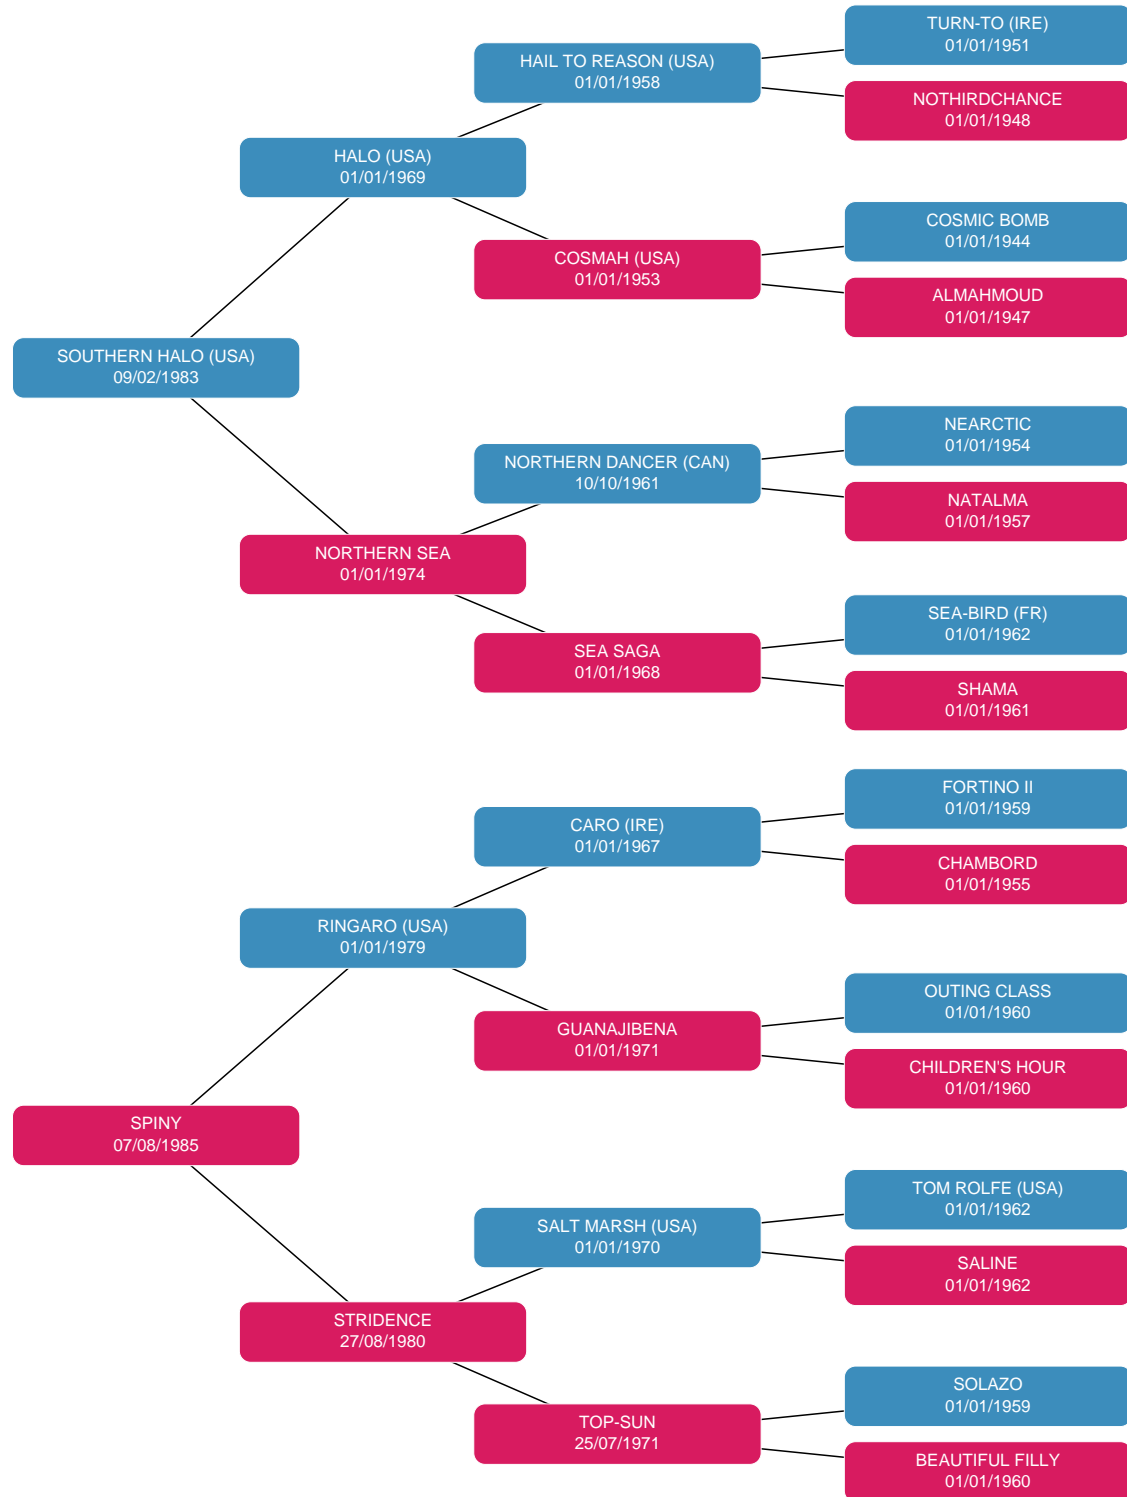 TURN-TO (IRE)
01/01/1951
HAIL TO REASON (USA)
01/01/1958
NOTHIRDCHANCE
01/01/1948
HALO (USA)
01/01/1969
COSMIC BOMB
01/01/1944
COSMAH (USA)
01/01/1953
ALMAHMOUD
01/01/1947
SOUTHERN HALO (USA)
09/02/1983
NEARCTIC
01/01/1954
NORTHERN DANCER (CAN)
10/10/1961
NATALMA
01/01/1957
NORTHERN SEA
01/01/1974
SEA-BIRD (FR)
01/01/1962
SEA SAGA
01/01/1968
SHAMA
01/01/1961
FORTINO II
01/01/1959
CARO (IRE)
01/01/1967
CHAMBORD
01/01/1955
RINGARO (USA)
01/01/1979
OUTING CLASS
01/01/1960
GUANAJIBENA
01/01/1971
CHILDREN'S HOUR
01/01/1960
SPINY
07/08/1985
TOM ROLFE (USA)
01/01/1962
SALT MARSH (USA)
01/01/1970
SALINE
01/01/1962
STRIDENCE
27/08/1980
SOLAZO
01/01/1959
TOP-SUN
25/07/1971
BEAUTIFUL FILLY
01/01/1960